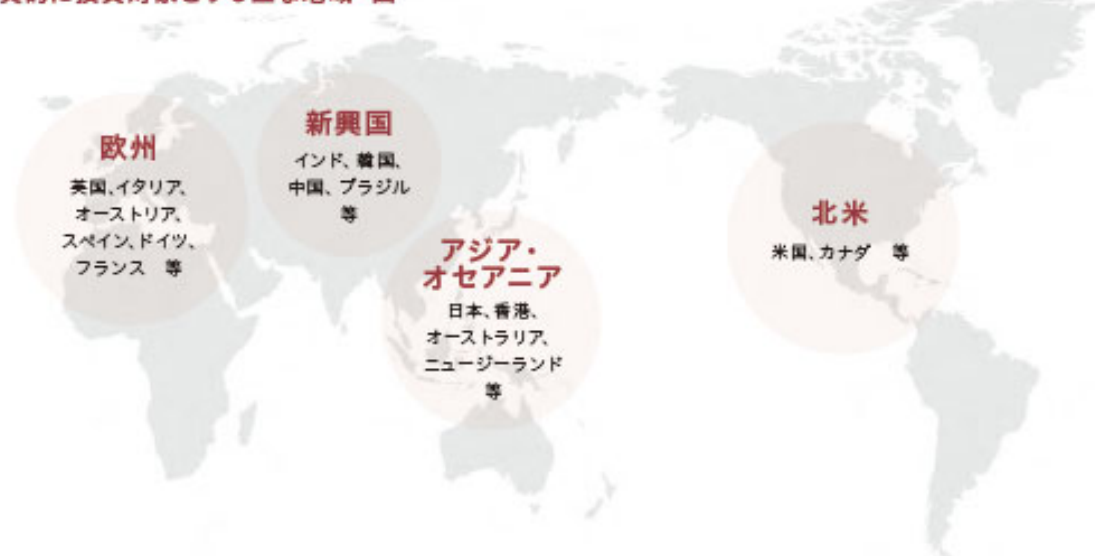 欧州
英国、イタリア、
オーストリア、
スペイン、ドイツ、
フランス 等
新興国
インド、韓国、
中国、ブラジル
等
アジア・
オセアニア
日本、香港、
オーストラリア、
ニュージーランド
等
北米
米国、カナダ 等